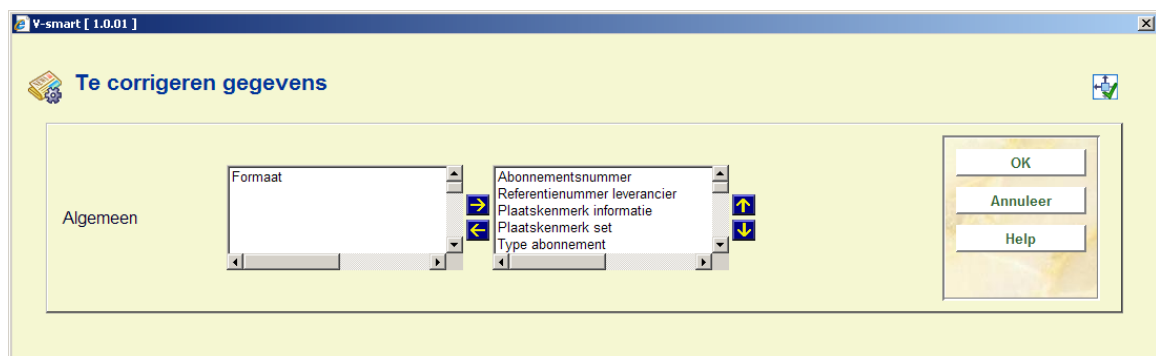 V-smart [ 1.0.01 ]
Te corrigeren gegevens
Algemeen
Formaat
Abonnementsnummer
Referentienummer leverancier
Plaatskenmerk informatie
Plaatskenmerk set
Type abonnement
OK
Annuleer
Help